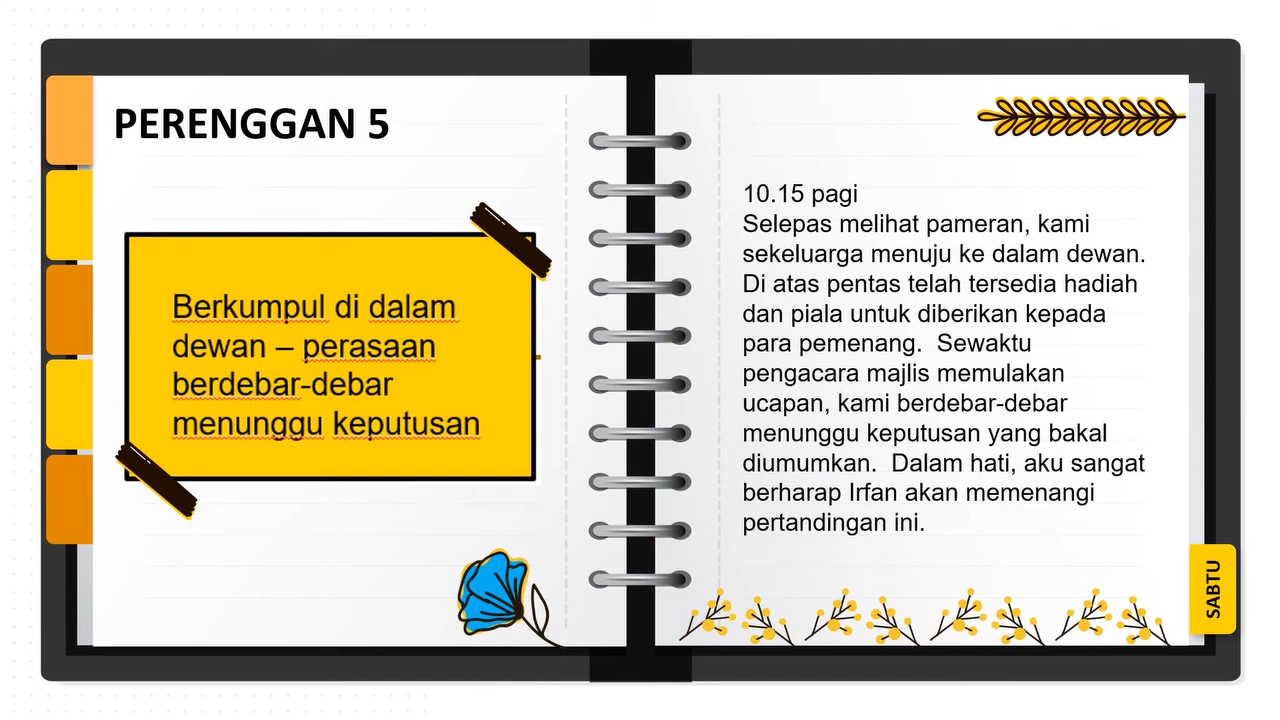 PERENGGAN 5
Berkumpul di dalam
dewan – perasaan
berdebar-debar
menunggu keputusan
10.15 pagi
Selepas melihat pameran, kami
sekeluarga menuju ke dalam dewan.
Di atas pentas telah tersedia hadiah
dan piala untuk diberikan kepada
para pemenang.  Sewaktu
pengacara majlis memulakan
ucapan, kami berdebar-debar
menunggu keputusan yang bakal
diumumkan.  Dalam hati, aku sangat
berharap Irfan akan memenangi
pertandingan ini.
SABTU